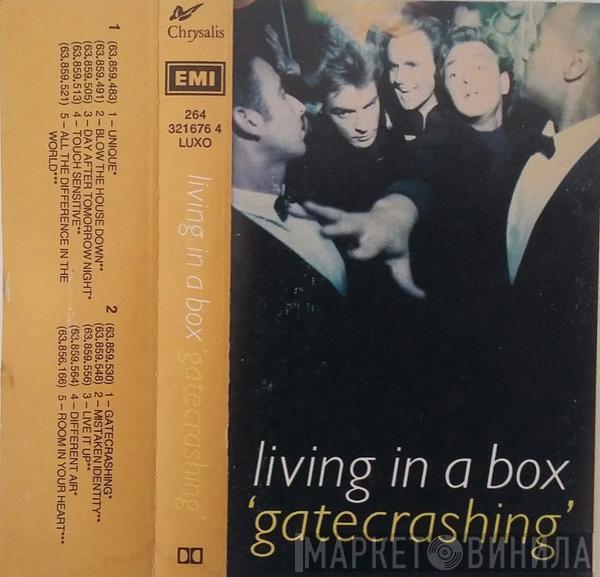 Chrysalis
EMI
264
321676 4
LUXO
living in a box 'gatecrashing'
1
(63.859.483) 1 – UNIQUE*
(63.859.491) 2 – BLOW THE HOUSE DOWN**
(63.859.505) 3 – DAY AFTER TOMORROW NIGHT*
(63.859.513) 4 – TOUCH SENSITIVE**
(63.859.521) 5 – ALL THE DIFFERENCE IN THE
WORLD***
2
(63.859.530) 1 – GATECRASHING*
(63.859.548) 2 – MISTAKEN IDENTITY**
(63.859.556) 3 – LIVE IT UP**
(63.859.564) 4 – DIFFERENT AIR*
(63.856.166) 5 – ROOM IN YOUR HEART***
living in a box
'gatecrashing'
МАРКЕТ ВИНИЛА